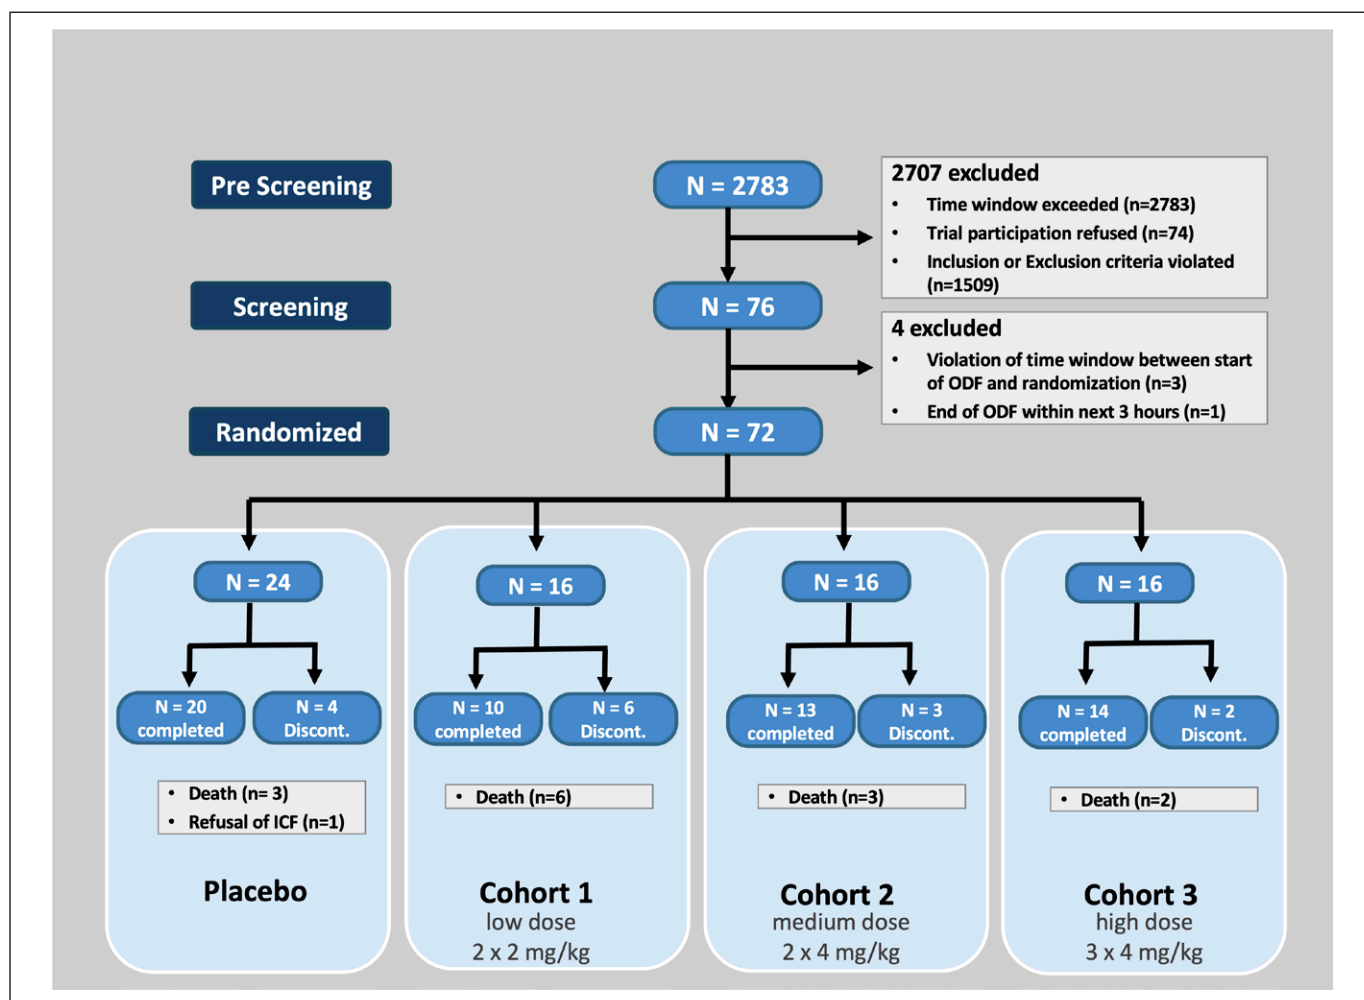 Pre Screening
N = 2783
2707 excluded
• Time window exceeded (n=2783)
• Trial participation refused (n=74)
• Inclusion or Exclusion criteria violated
(n=1509)
Screening
N = 76
4 excluded
• Violation of time window between start
of ODF and randomization (n=3)
• End of ODF within next 3 hours (n=1)
Randomized
N = 72
N = 24
N = 20
completed
N = 4
Discont.
• Death (n= 3)
• Refusal of ICF (n=1)
Placebo
N = 16
N = 10
completed
N = 6
Discont.
• Death (n=6)
Cohort 1
low dose
2 x 2 mg/kg
N = 16
N = 13
completed
N = 3
Discont.
• Death (n=3)
Cohort 2
medium dose
2 x 4 mg/kg
N = 16
N = 14
completed
N = 2
Discont.
• Death (n=2)
Cohort 3
high dose
3 x 4 mg/kg